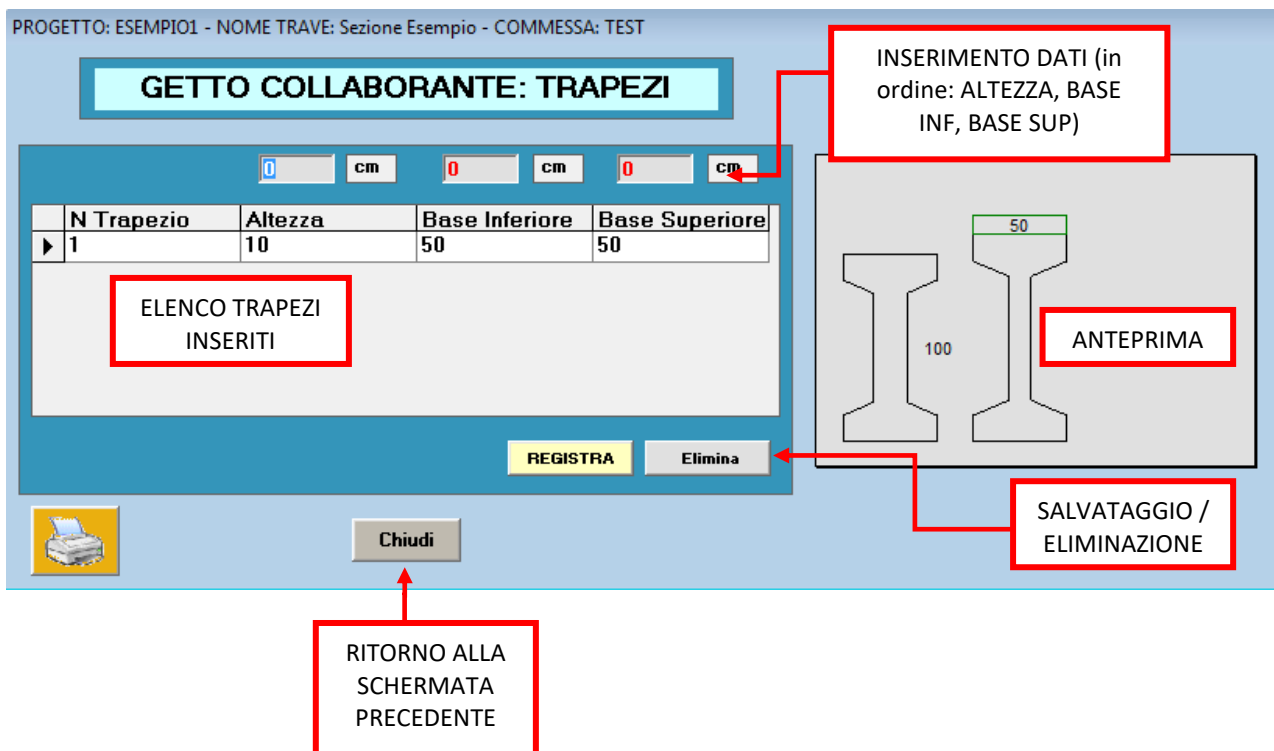 PROGETTO: ESEMPIO1 - NOME TRAVE: Sezione Esempio - COMMESSA: TEST
GETTO COLLABORANTE: TRAPEZI
INSERIMENTO DATI (in
ordine: ALTEZZA, BASE
INF, BASE SUP)
0 cm 0 cm 0 cm
N Trapezio Altezza Base Inferiore Base Superiore
1 10 50 50
ELENCO TRAPEZI
INSERITI
50
100
ANTEPRIMA
REGISTRA Elimina
SALVATAGGIO /
ELIMINAZIONE
Chiudi
RITORNO ALLA
SCHERMATA
PRECEDENTE